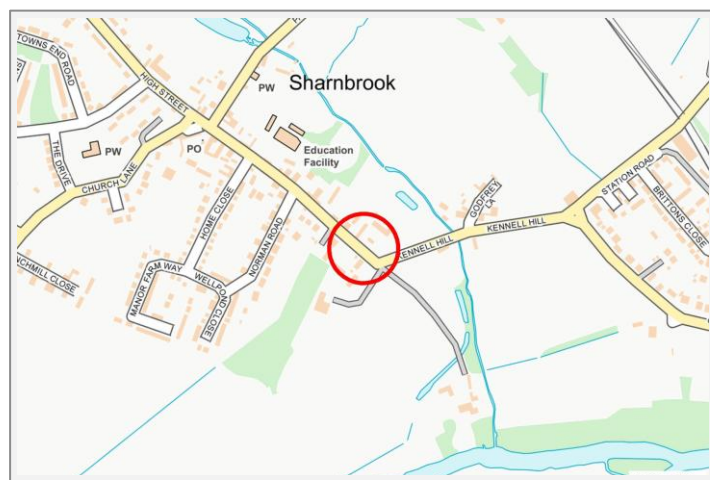 TOWNS END ROAD
HIGH STREET
PW
Sharnbrook
THE DRIVE
PW
PO
Education
Facility
CHURCH LANE
HOME CLOSE
NORMAN ROAD
GODFREY
LA
STATION ROAD
BRITTONS CLOSE
KENNELL HILL
KENNELL HILL
NCHMILL CLOSE
MANOR FARM WAY
WELLPOND CLOSE